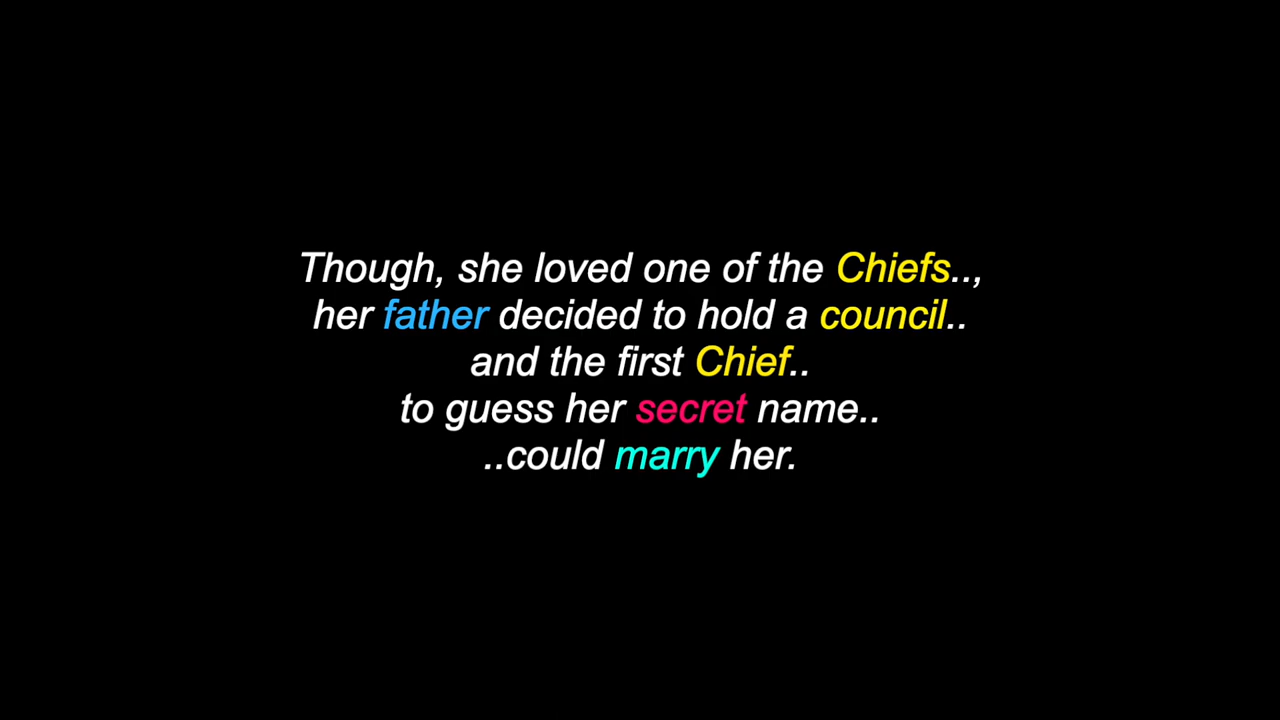 Though, she loved one of the Chiefs..,
her father decided to hold a council..
and the first Chief..
to guess her secret name..
..could marry her.